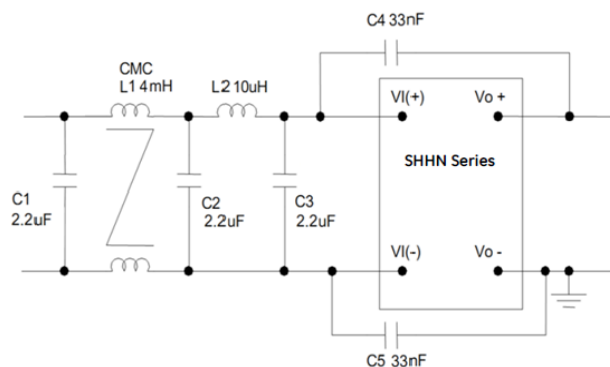 C4 33nF
CMC
L1 4mH
L2 10uH
VI(+)
Vo +
SHHN Series
C1
2.2uF
C2
2.2uF
C3
2.2uF
VI(-)
Vo -
C5 33nF